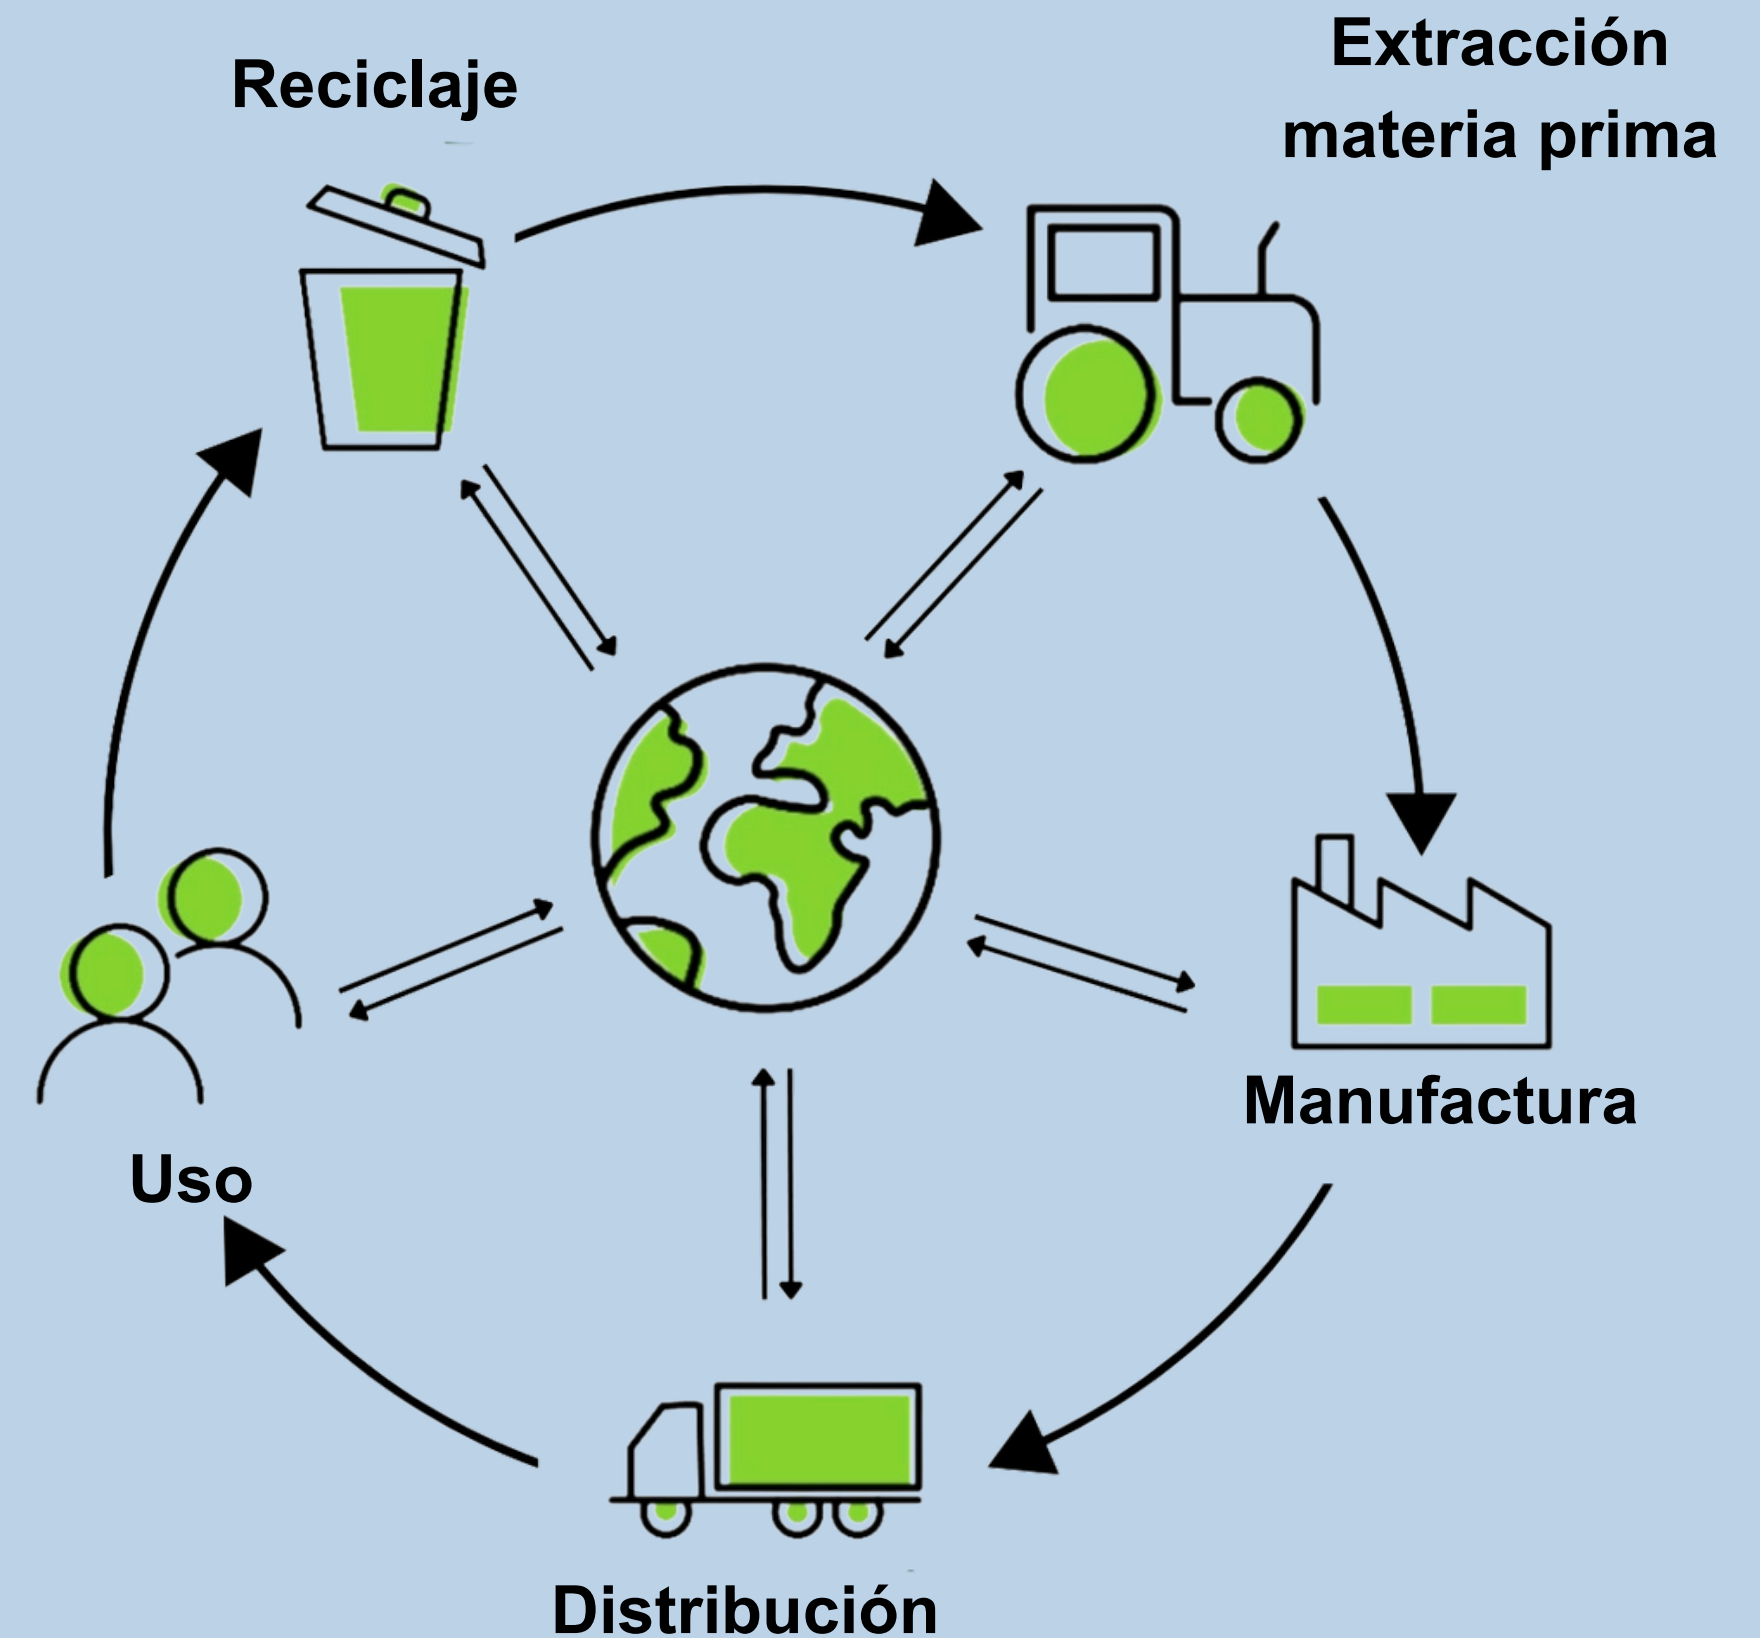 Reciclaje
Extracción
materia prima
Manufactura
Uso
Distribución